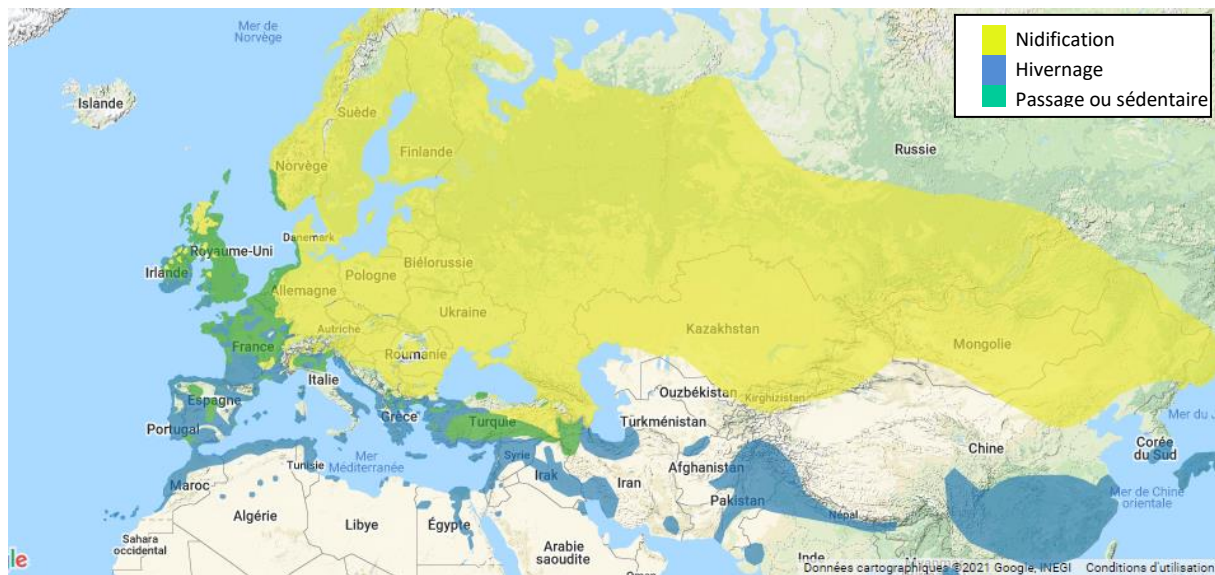 Mer de
Norvège
Nidification
Hivernage
Passage ou sédentaire
Islande
Suède
Finlande
Russie
Norvège
Danemark
Royaume-Uni
Irlande
Biélorussie
Pologne
Allemagne
Ukraine
Kazakhstan
Mongolie
Autriche
France
Roumanie
Italie
Ouzbékistan
Kirghizistan
Espagne
Portugal
Grèce
Turquie
Turkménistan
Chine
Corée
du Sud
Mer du J
Mer
Méditerranée
Tunisie
Syrie
Irak
Iran
Afghanistan
Pakistan
Maroc
Algérie
Libye
Égypte
Népal
Mer de Chine
orientale
Sahara
occidental
Arabie
saoudite
Inde
Oman
le
Données cartographiques ©2021 Google, INEGI Conditions d'utilisation